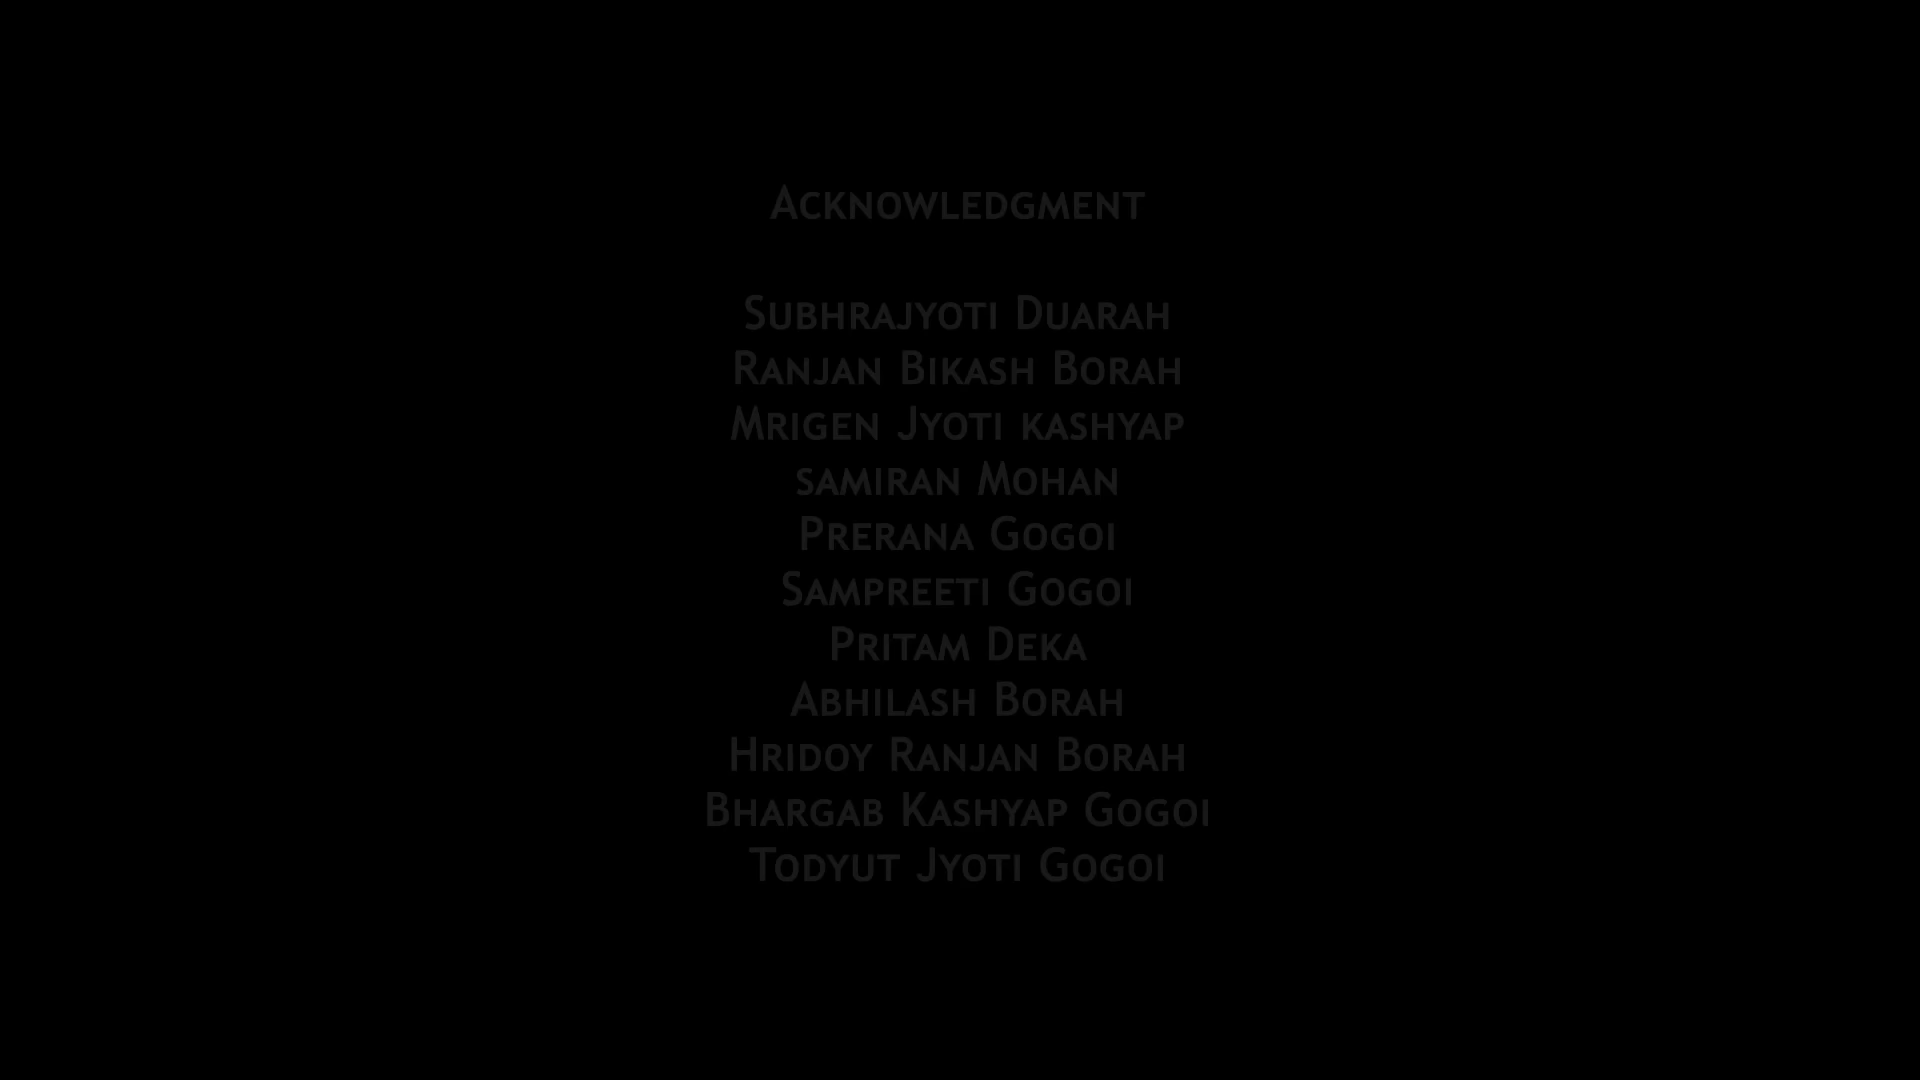 Acknowledgment
Subhrajyoti Duarah
Ranjan Bikash Borah
Mrigen Jyoti kashyap
samiran Mohan
Prerana Gogoi
Sampreeti Gogoi
Pritam Deka
Abhilash Borah
Hridoy Ranjan Borah
Bhargab Kashyap Gogoi
Todyut Jyoti Gogoi